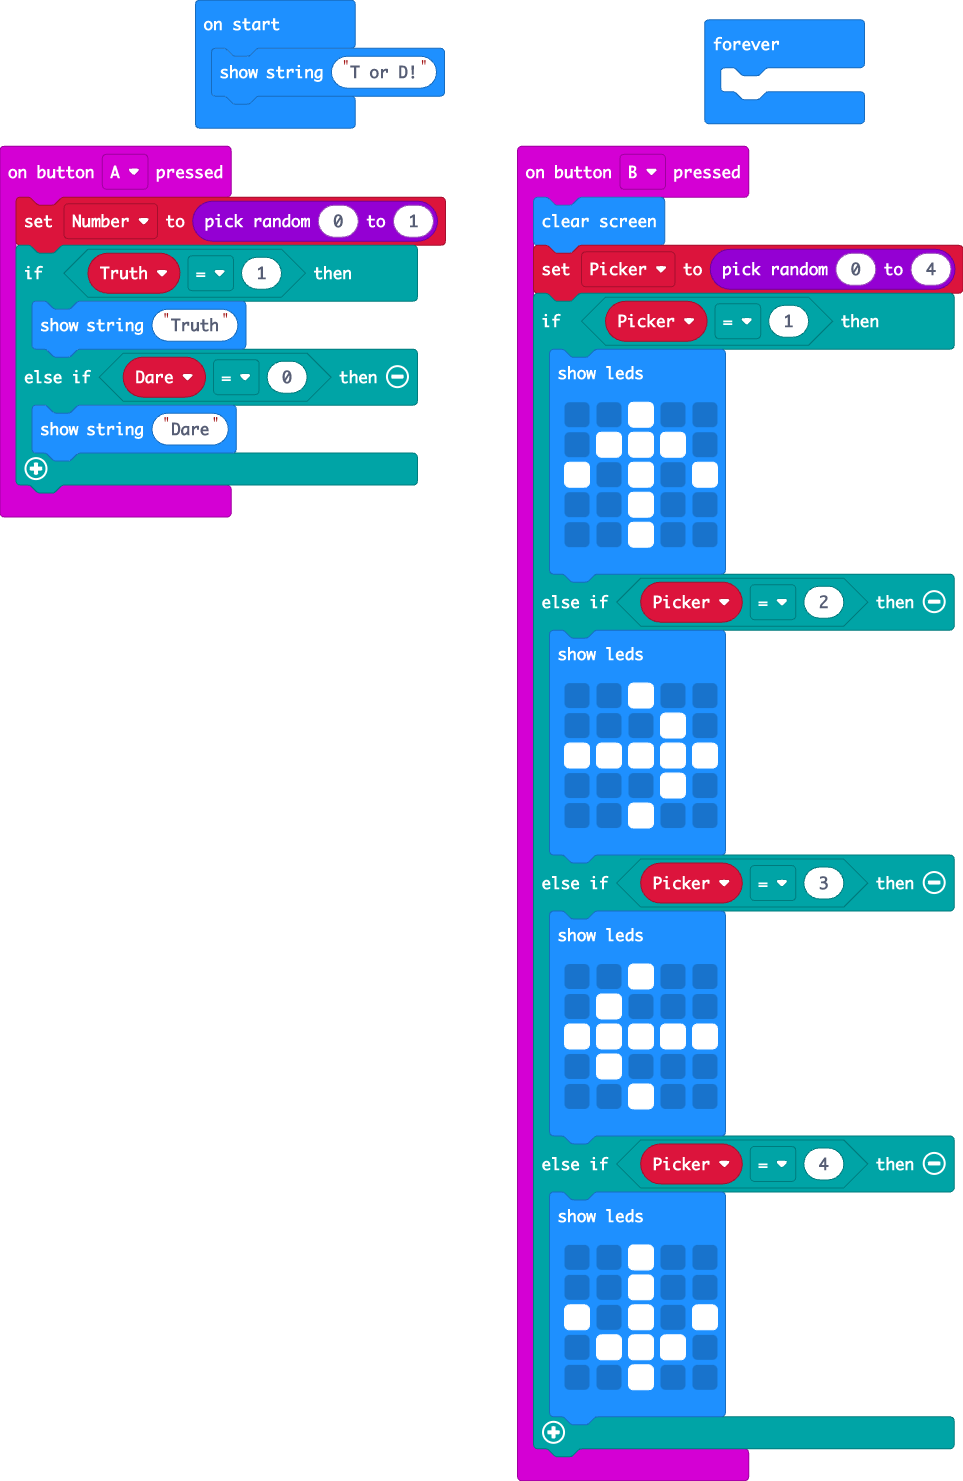 on start
show string "T or D!"
forever
on button A pressed
set Number to pick random 0 to 1
if Truth = 1 then
show string "Truth"
else if Dare = 0 then
show string "Dare"
on button B pressed
clear screen
set Picker to pick random 0 to 4
if Picker = 1 then
show leds
else if Picker = 2 then
show leds
else if Picker = 3 then
show leds
else if Picker = 4 then
show leds